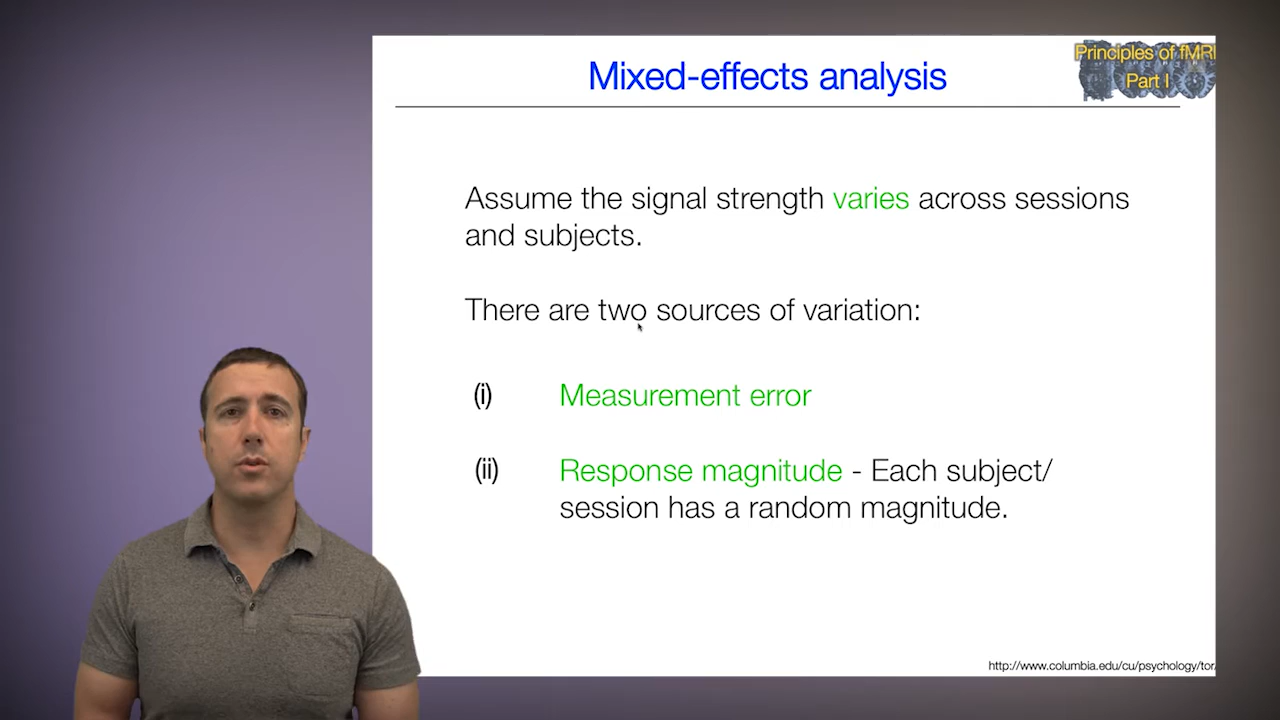 Mixed-effects analysis
Principles of fMRI
Part I
Assume the signal strength varies across sessions
and subjects.
There are two sources of variation:
(i) Measurement error
(ii) Response magnitude - Each subject/
session has a random magnitude.
http://www.columbia.edu/cu/psychology/tor/